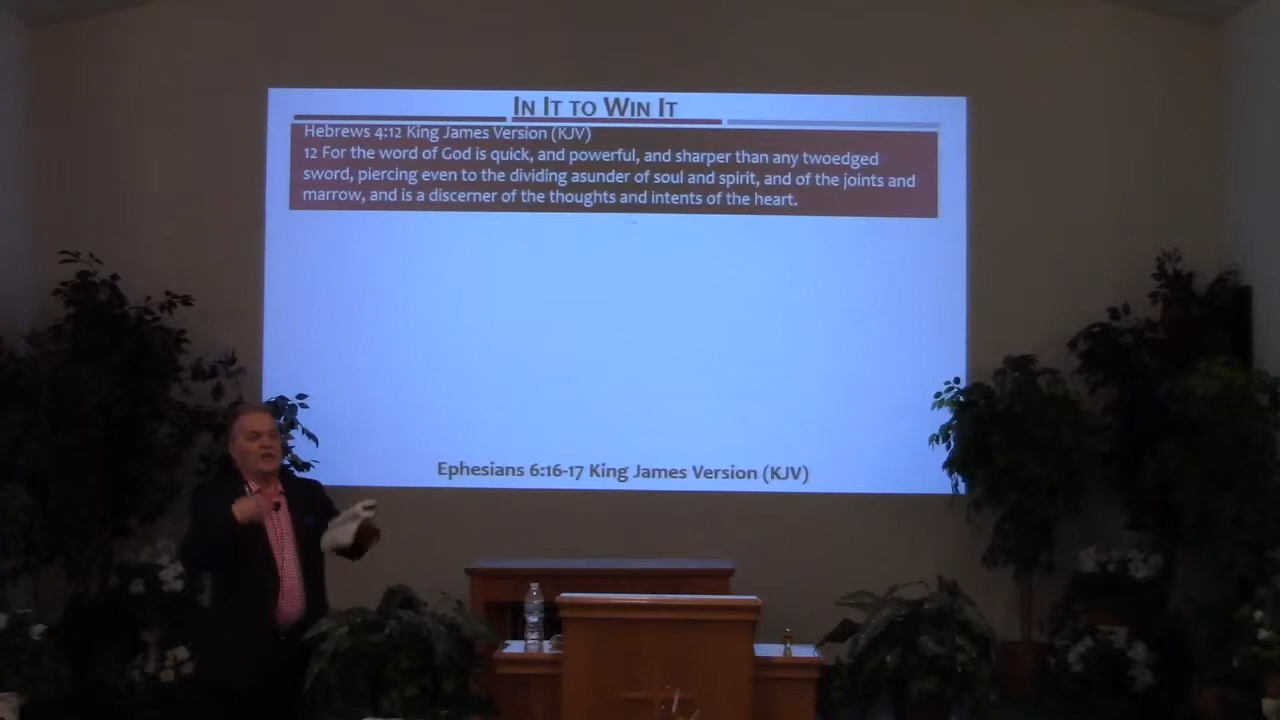 In It to Win It
Hebrews 4:12 King James Version (KJV)
12 For the word of God is quick, and powerful, and sharper than any twoedged
sword, piercing even to the dividing asunder of soul and spirit, and of the joints and
marrow, and is a discerner of the thoughts and intents of the heart.
Ephesians 6:16-17 King James Version (KJV)